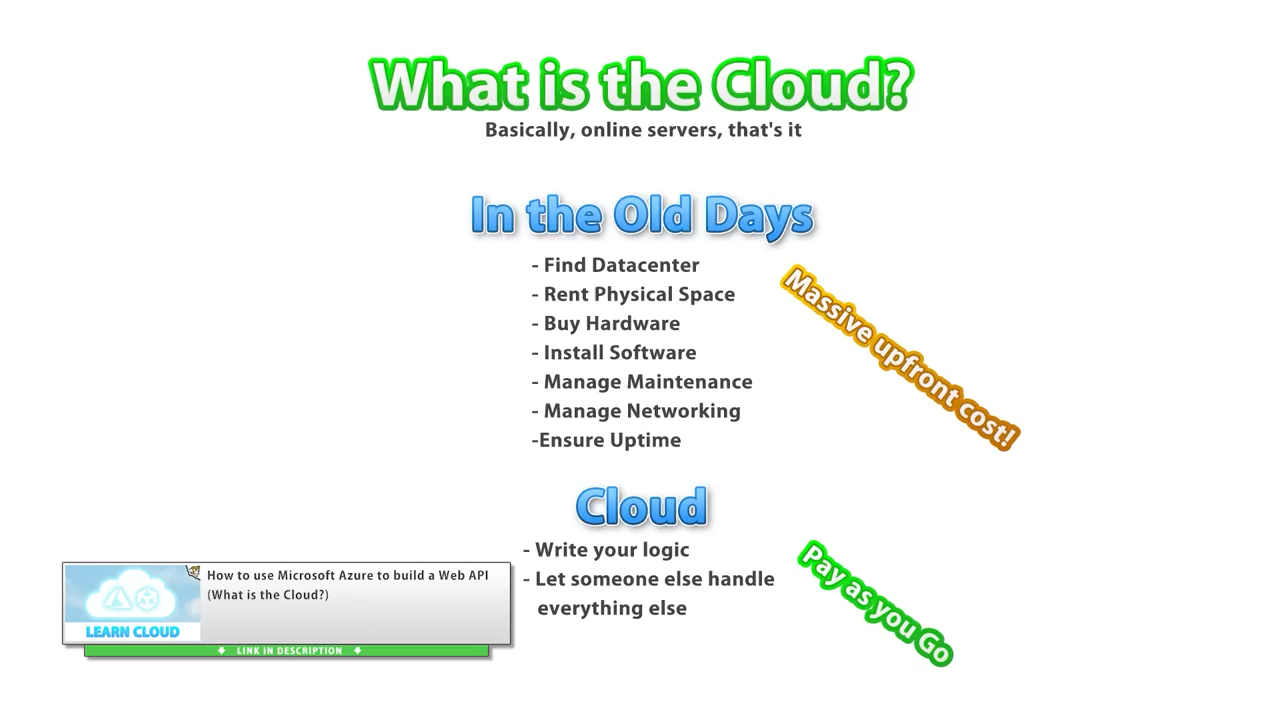 What is the Cloud?
Basically, online servers, that's it
In the Old Days
- Find Datacenter
- Rent Physical Space
- Buy Hardware
- Install Software
- Manage Maintenance
- Manage Networking
-Ensure Uptime
Massive upfront cost!
Cloud
- Write your logic
- Let someone else handle
everything else
Pay as you Go
How to use Microsoft Azure to build a Web API
(What is the Cloud?)
LEARN CLOUD
LINK IN DESCRIPTION